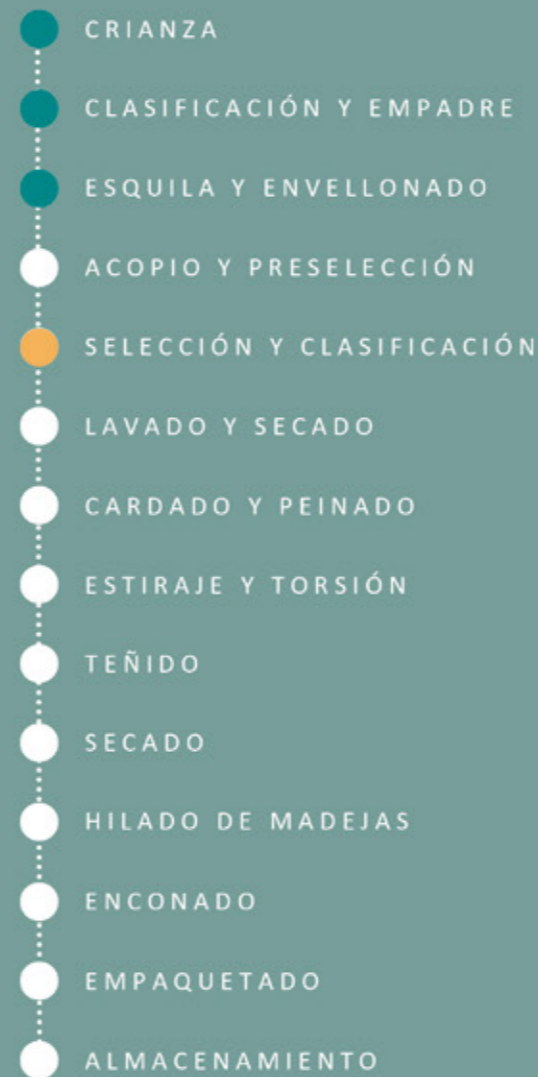 CRIANZA
CLASIFICACIÓN Y EMPADRE
ESQUILA Y ENVELLONADO
ACOPIO Y PRESELECCIÓN
SELECCIÓN Y CLASIFICACIÓN
LAVADO Y SECADO
CARDADO Y PEINADO
ESTIRAJE Y TORSIÓN
TEÑIDO
SECADO
HILADO DE MADEJAS
ENCONADO
EMPAQUETADO
ALMACENAMIENTO